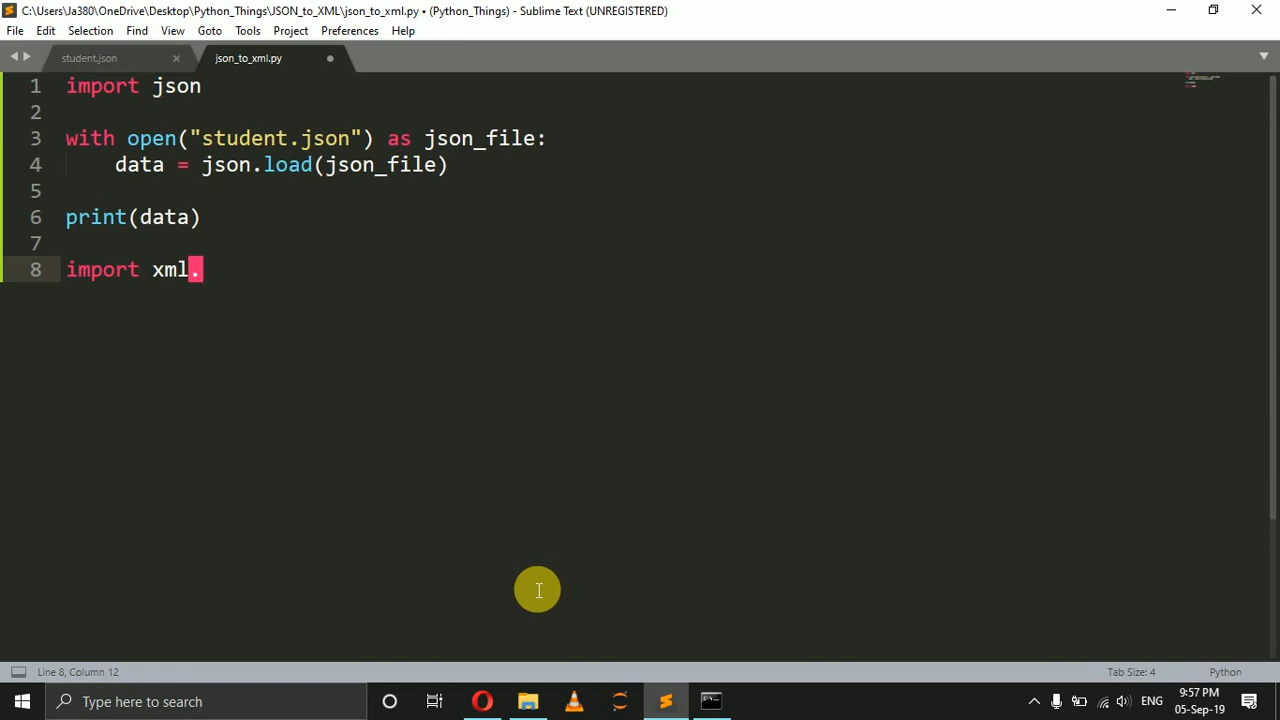 C:\Users\Ja380\OneDrive\Desktop\Python_Things\JSON_to_XML\json_to_xml.py • (Python_Things) - Sublime Text (UNREGISTERED)
File Edit Selection Find View Goto Tools Project Preferences Help
student.json json_to_xml.py
1 import json
2
3 with open("student.json") as json_file:
4 data = json.load(json_file)
5
6 print(data)
7
8 import xml.
Line 8, Column 12 Tab Size: 4 Python
Type here to search ENG 9:57 PM
05-Sep-19